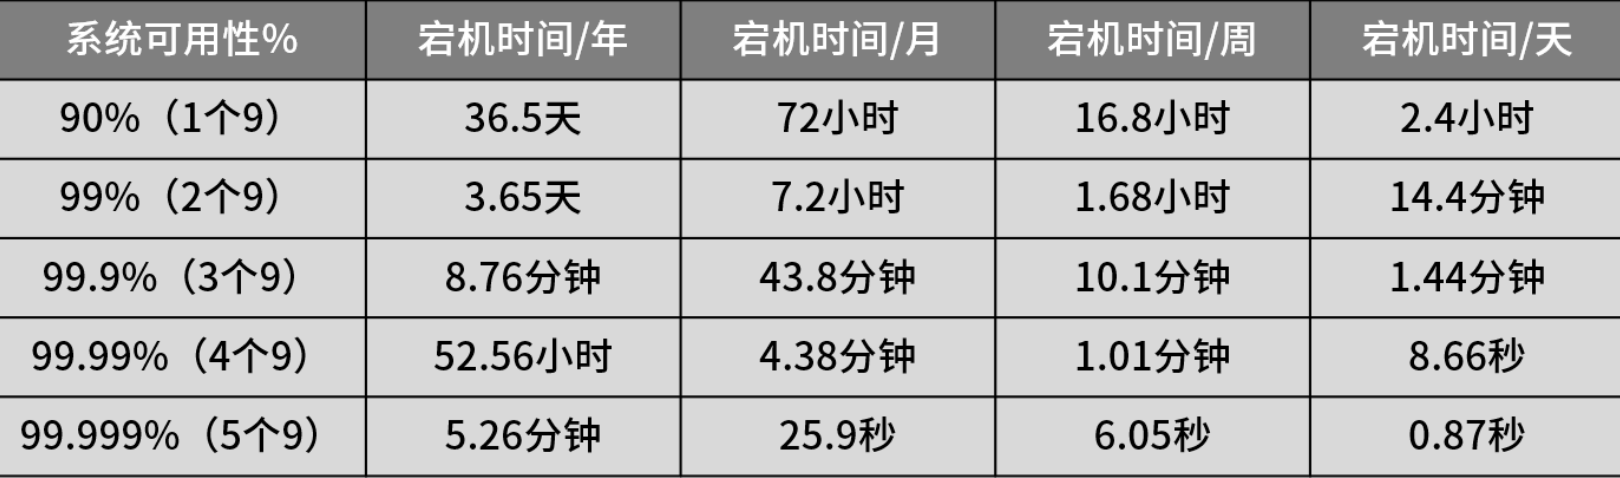 系统可用性% 宕机时间/年 宕机时间/月 宕机时间/周 宕机时间/天
90%（1个9） 36.5天 72小时 16.8小时 2.4小时
99%（2个9） 3.65天 7.2小时 1.68小时 14.4分钟
99.9%（3个9） 8.76分钟 43.8分钟 10.1分钟 1.44分钟
99.99%（4个9） 52.56小时 4.38分钟 1.01分钟 8.66秒
99.999%（5个9） 5.26分钟 25.9秒 6.05秒 0.87秒